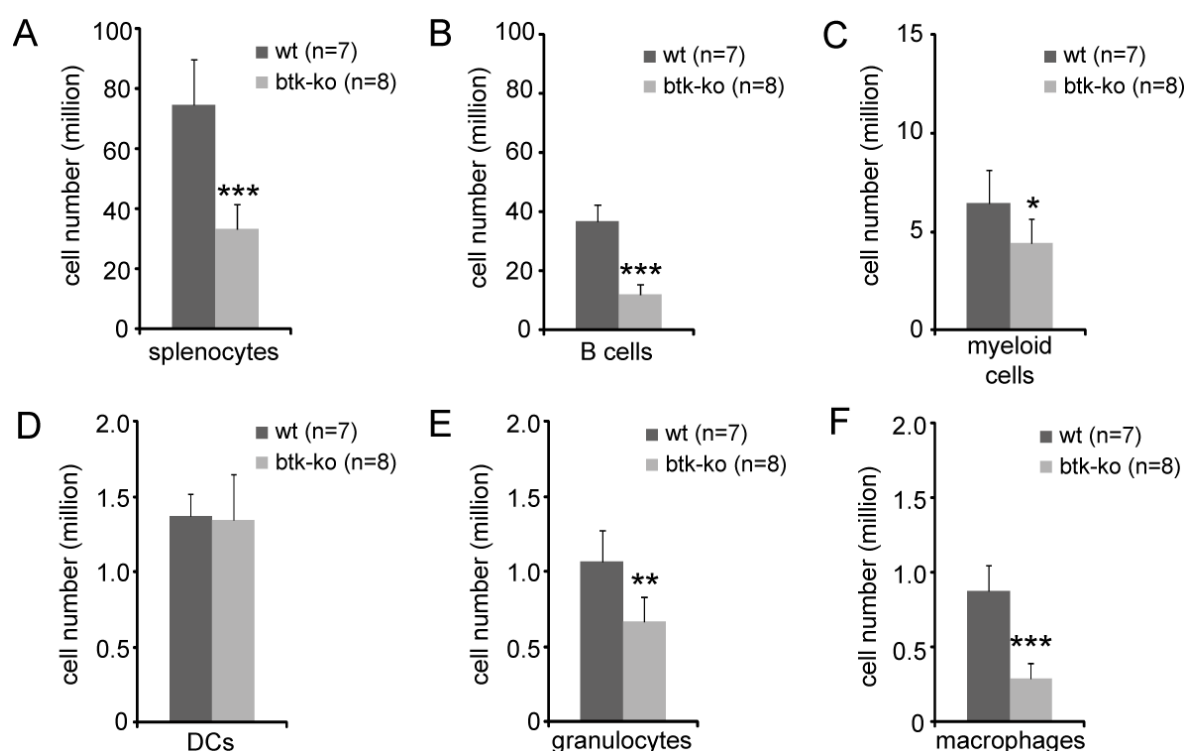 A
cell number (million)
100
80
60
40
20
0
wt (n=7)
btk-ko (n=8)
***
splenocytes
B
cell number (million)
100
80
60
40
20
0
wt (n=7)
btk-ko (n=8)
***
B cells
C
cell number (million)
15
10
5
0
wt (n=7)
btk-ko (n=8)
*
myeloid
cells
D
cell number (million)
2.0
1.5
1.0
0.5
0
wt (n=7)
btk-ko (n=8)
DCs
E
cell number (million)
2.0
1.5
1.0
0.5
0
wt (n=7)
btk-ko (n=8)
**
granulocytes
F
cell number (million)
2.0
1.5
1.0
0.5
0
wt (n=7)
btk-ko (n=8)
***
macrophages